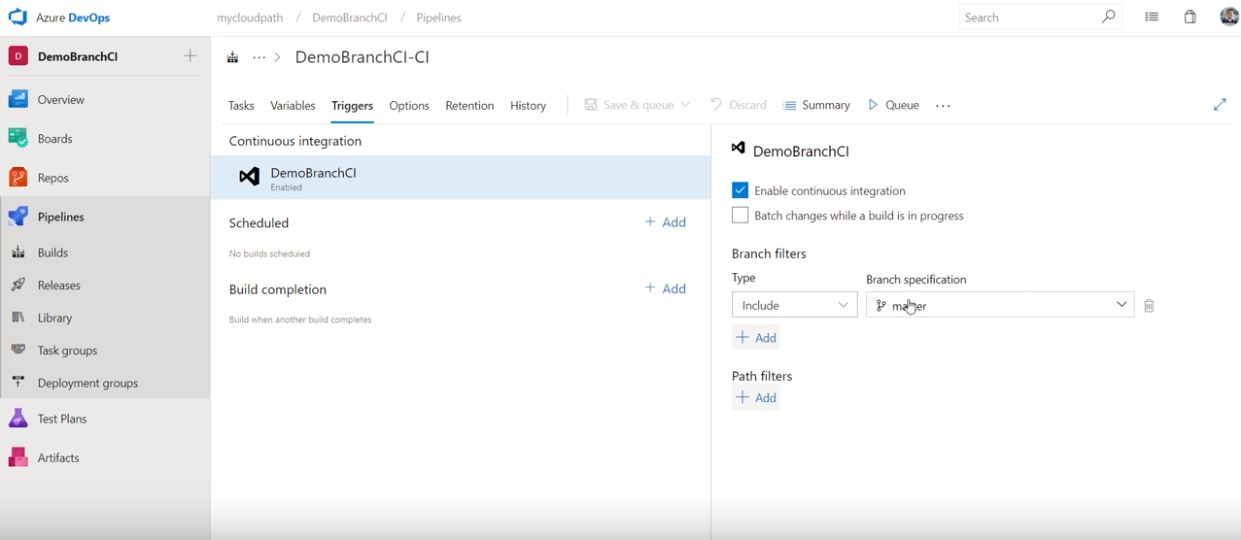 Azure DevOps
mycloudpath / DemoBranchCI / Pipelines
Search
D DemoBranchCI
Overview
Boards
Repos
Pipelines
Builds
Releases
Library
Task groups
Deployment groups
Test Plans
Artifacts
... > DemoBranchCI-CI
Tasks Variables Triggers Options Retention History Save & queue Discard Summary Queue ...
Continuous integration
DemoBranchCI
Enabled
Scheduled + Add
No builds scheduled
Build completion + Add
Build when another build completes
DemoBranchCI
Enable continuous integration
Batch changes while a build is in progress
Branch filters
Type Branch specification
Include
+ Add
Path filters
+ Add